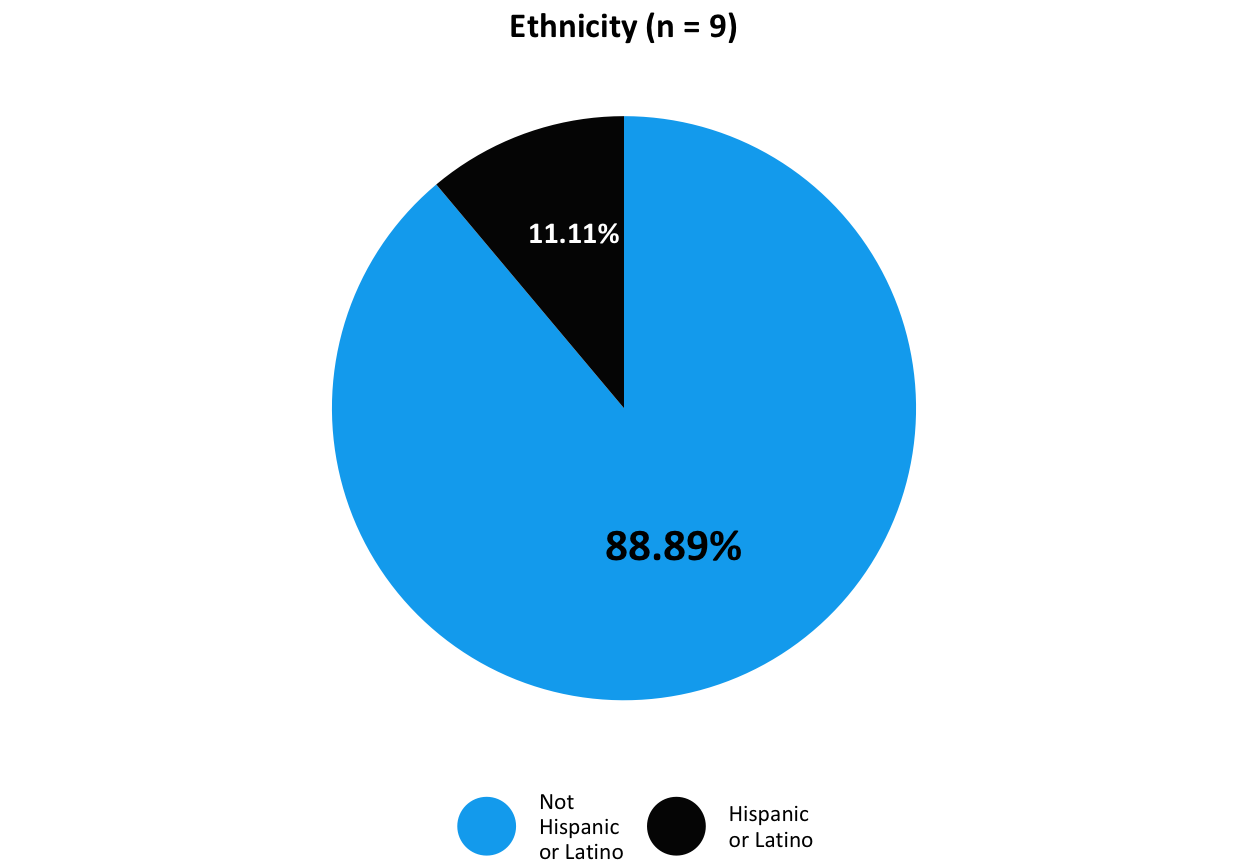 Ethnicity (n = 9)
11.11%
88.89%
Not
Hispanic
or Latino
Hispanic
or Latino